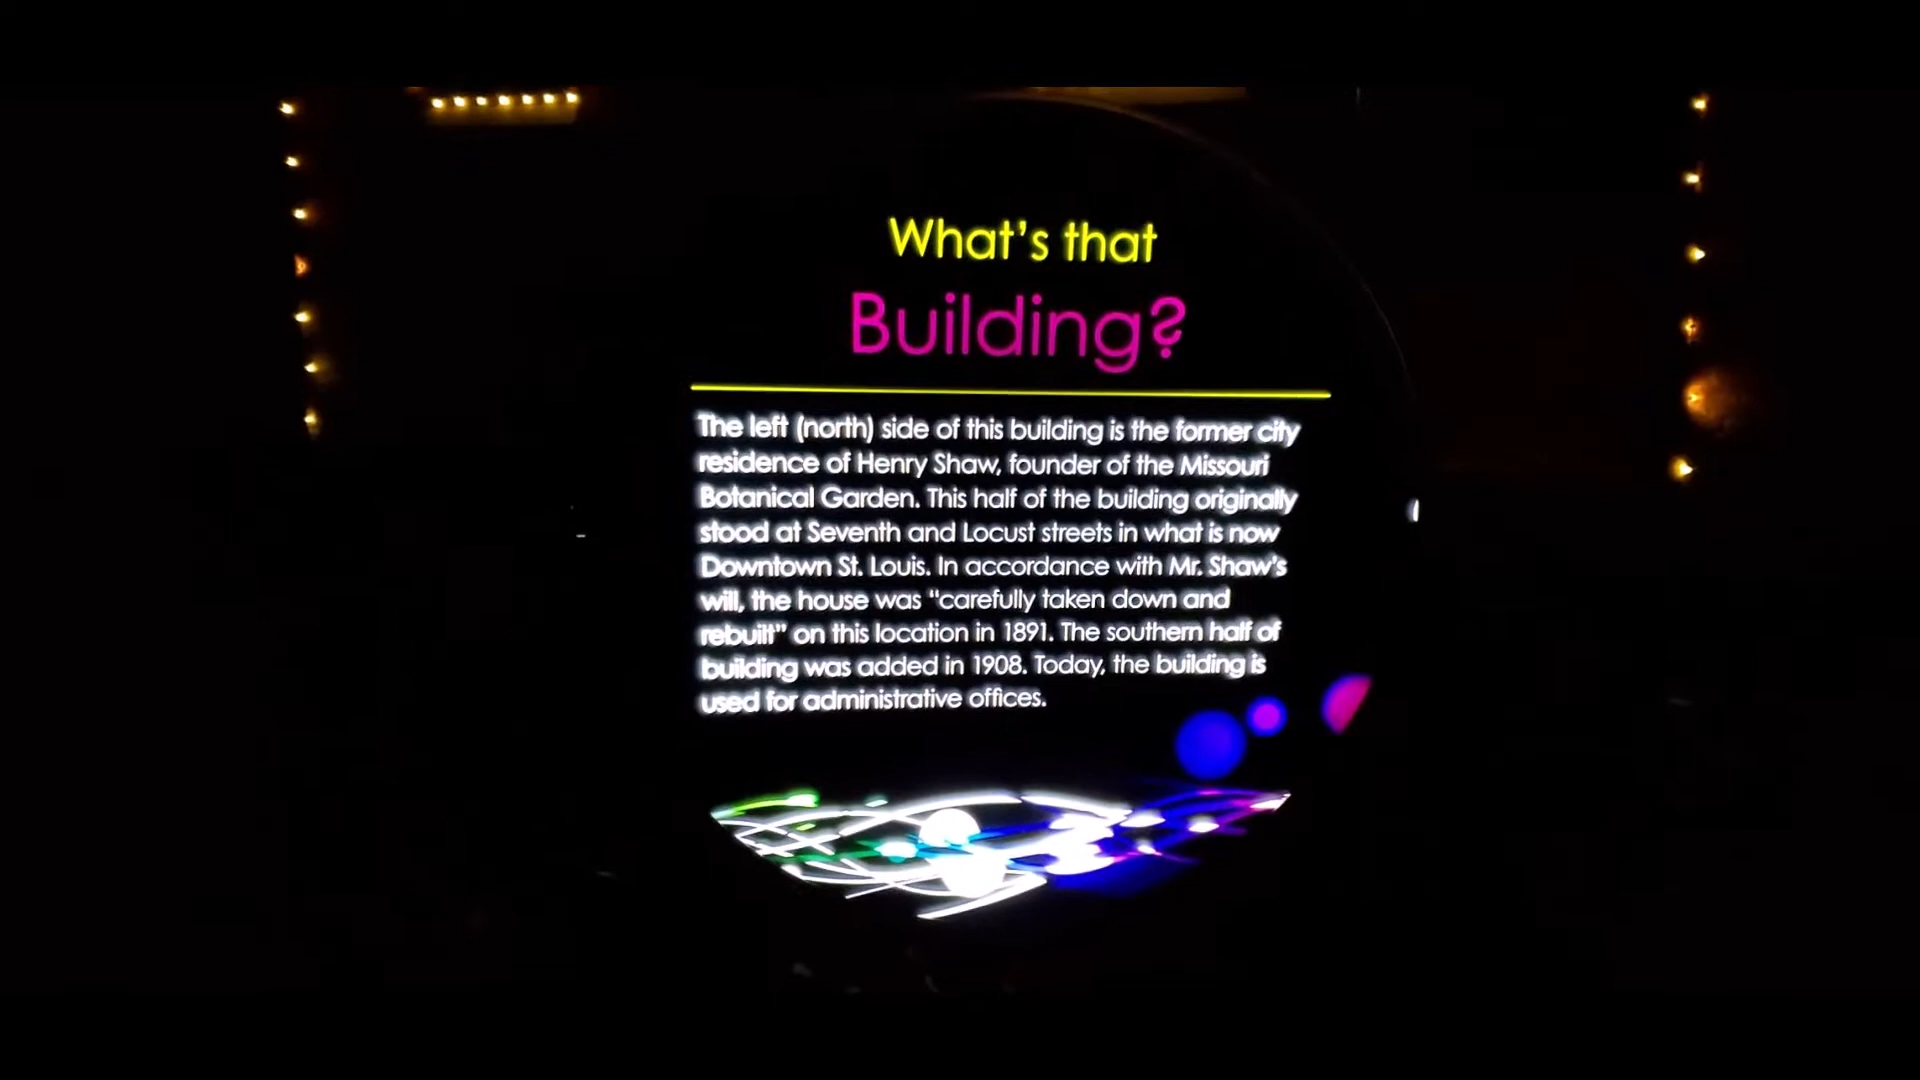 What's that
Building?
The left (north) side of this building is the former city
residence of Henry Shaw, founder of the Missouri
Botanical Garden. This half of the building originally
stood at Seventh and Locust streets in what is now
Downtown St. Louis. In accordance with Mr. Shaw's
will, the house was "carefully taken down and
rebuilt" on this location in 1891. The southern half of
building was added in 1908. Today, the building is
used for administrative offices.